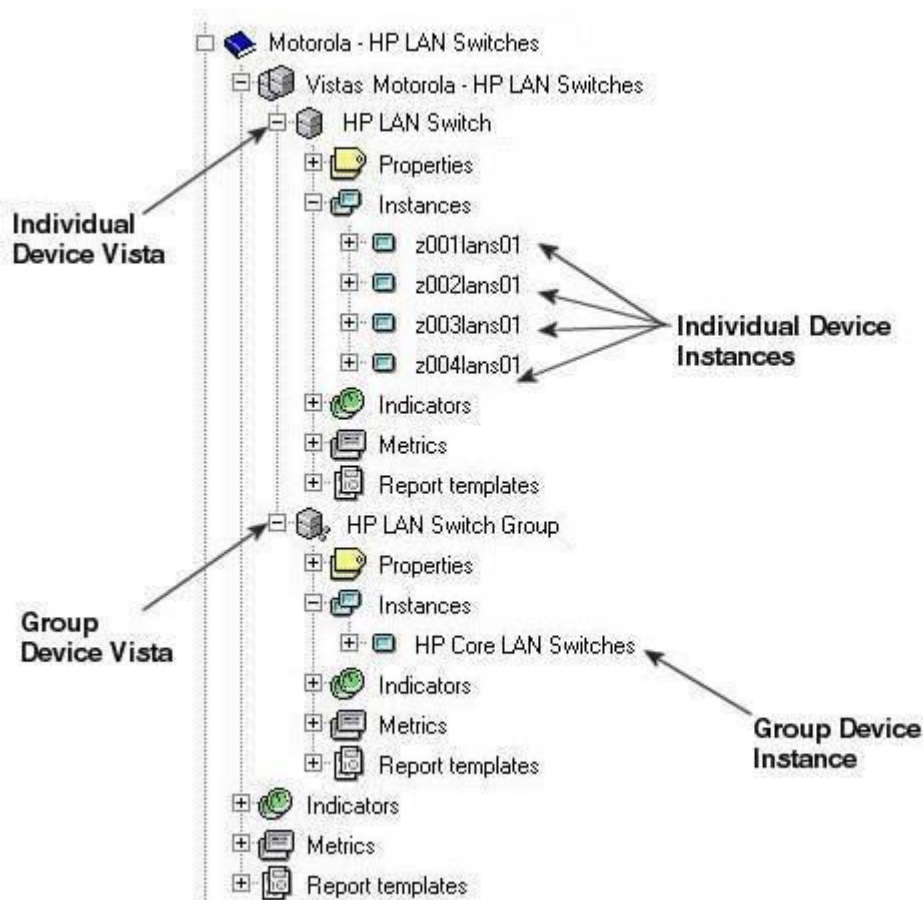 Motorola - HP LAN Switches
Vistas Motorola - HP LAN Switches
HP LAN Switch
Properties
Individual
Device Vista
Instances
z001lans01
z002lans01
z003lans01
z004lans01
Individual Device
Instances
Indicators
Metrics
Report templates
HP LAN Switch Group
Properties
Group
Device Vista
Instances
HP Core LAN Switches
Indicators
Metrics
Group Device
Instance
Report templates
Indicators
Metrics
Report templates